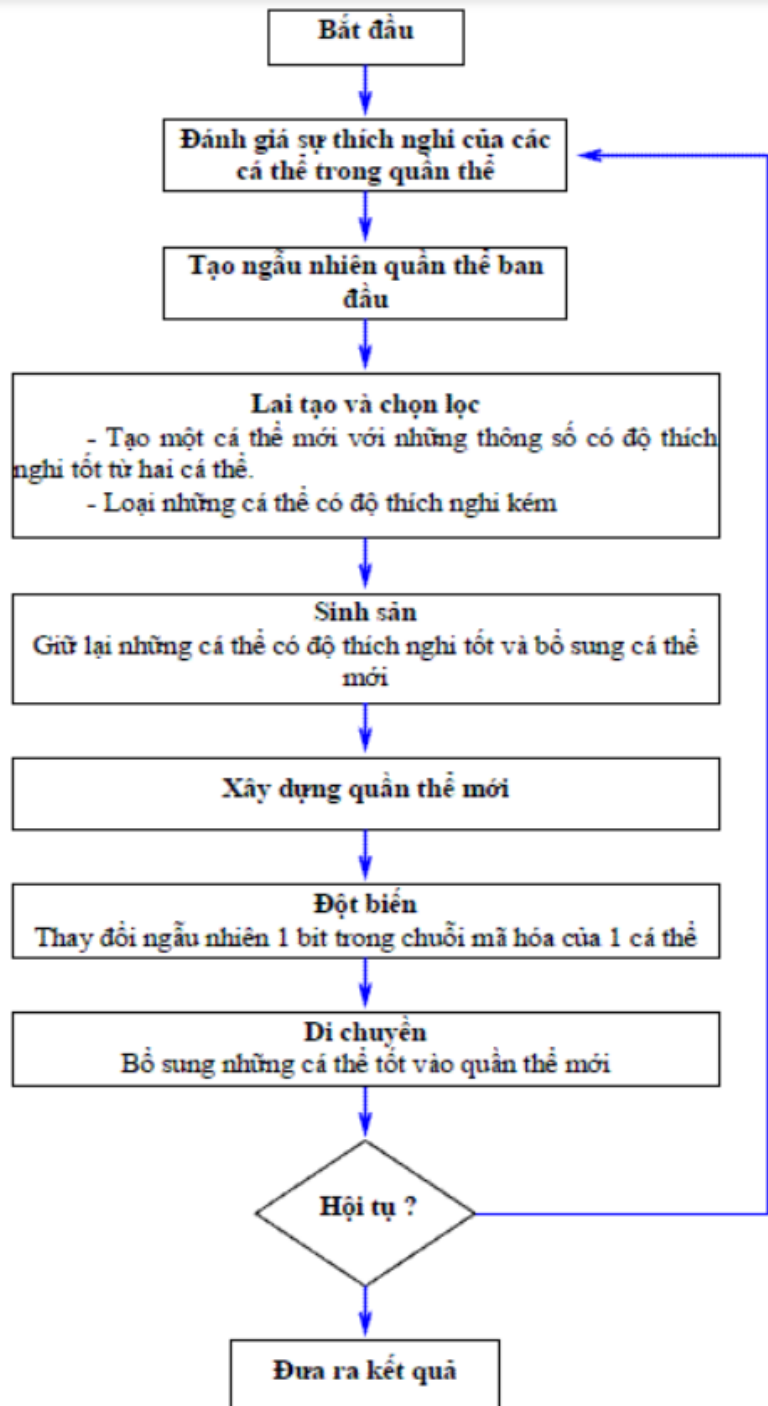 Bắt đầu
Đánh giá sự thích nghi của các
cá thể trong quần thể
Tạo ngẫu nhiên quần thể ban
đầu
Lai tạo và chọn lọc
- Tạo một cá thể mới với những thông số có độ thích
nghi tốt từ hai cá thể.
- Loại những cá thể có độ thích nghi kém
Sinh sản
Giữ lại những cá thể có độ thích nghi tốt và bổ sung cá thể
mới
Xây dựng quần thể mới
Đột biến
Thay đổi ngẫu nhiên 1 bit trong chuỗi mã hóa của 1 cá thể
Di chuyển
Bổ sung những cá thể tốt vào quần thể mới
Hội tụ ?
Đưa ra kết quả